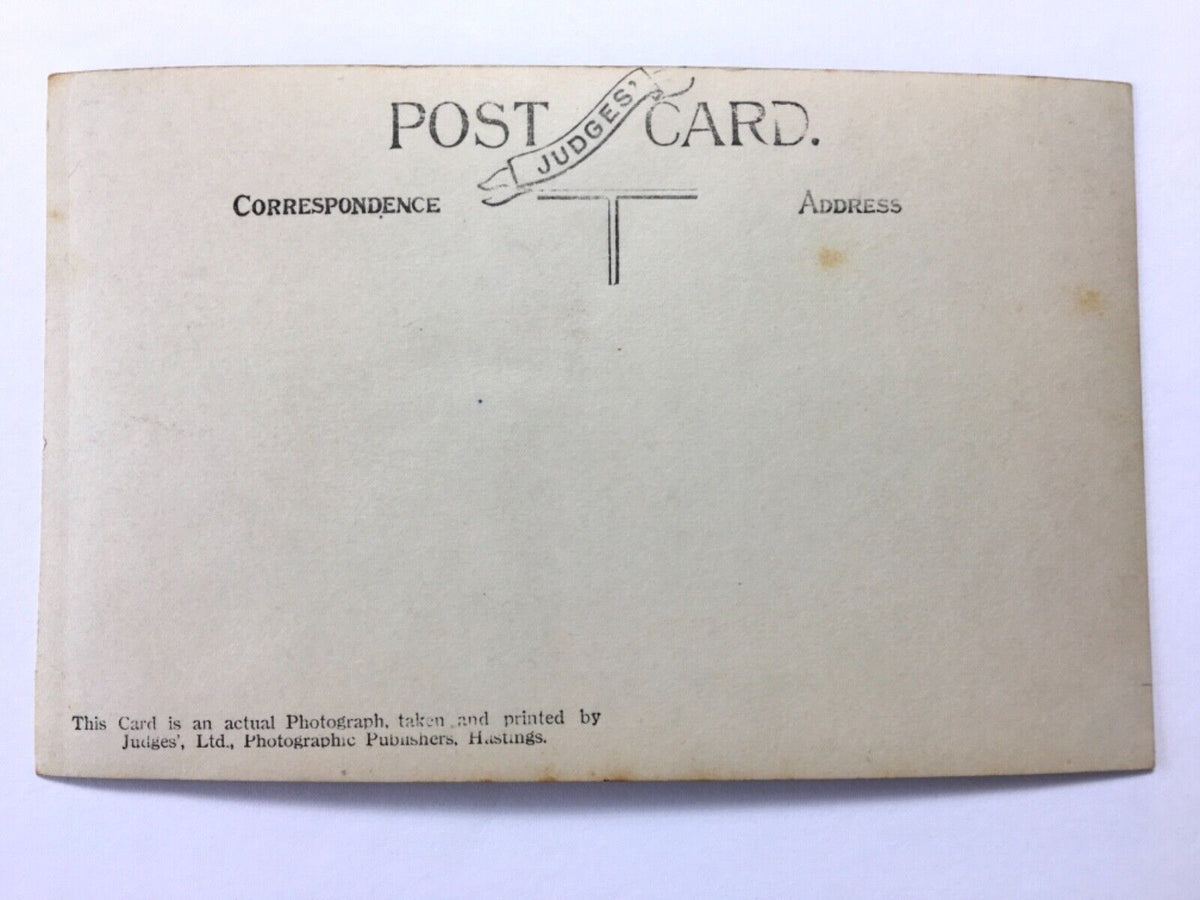 POST JUDGES' CARD.
CORRESPONDENCE ADDRESS
This Card is an actual Photograph, taken and printed by
Judges', Ltd., Photographic Publishers, Hastings.